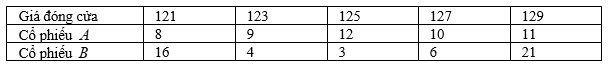 Giá đóng cửa 121 123 125 127 129
Cổ phiếu A 8 9 12 10 11
Cổ phiếu B 16 4 3 6 21